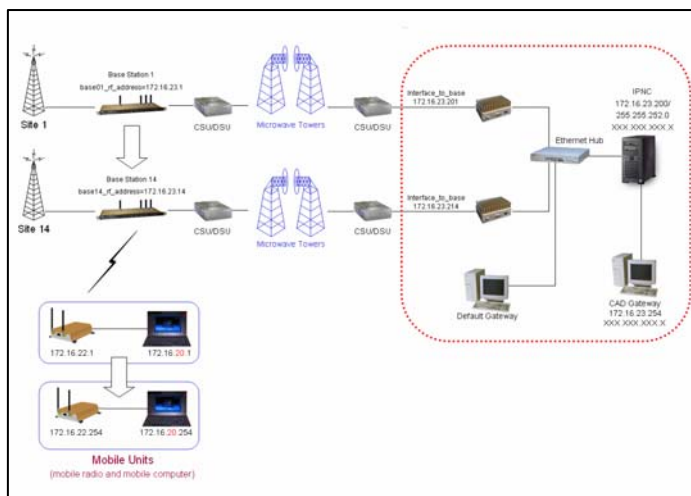 Base Station 1
base01_rf_address=172.16.23.1
Site 1
CSU/DSU
Microwave Towers
CSU/DSU
Interface_to_base
172.16.23.201
IPNC
172.16.23.200/
255.255.252.0
XXX.XXX.XXX.X
Ethernet Hub
Base Station 14
base14_rf_address=172.16.23.14
Site 14
CSU/DSU
Microwave Towers
CSU/DSU
Interface_to_base
172.16.23.214
Default Gateway
CAD Gateway
172.16.23.254
XXX.XXX.XXX.X
172.16.22.1
172.16.20.1
172.16.22.254
172.16.20.254
Mobile Units
(mobile radio and mobile computer)